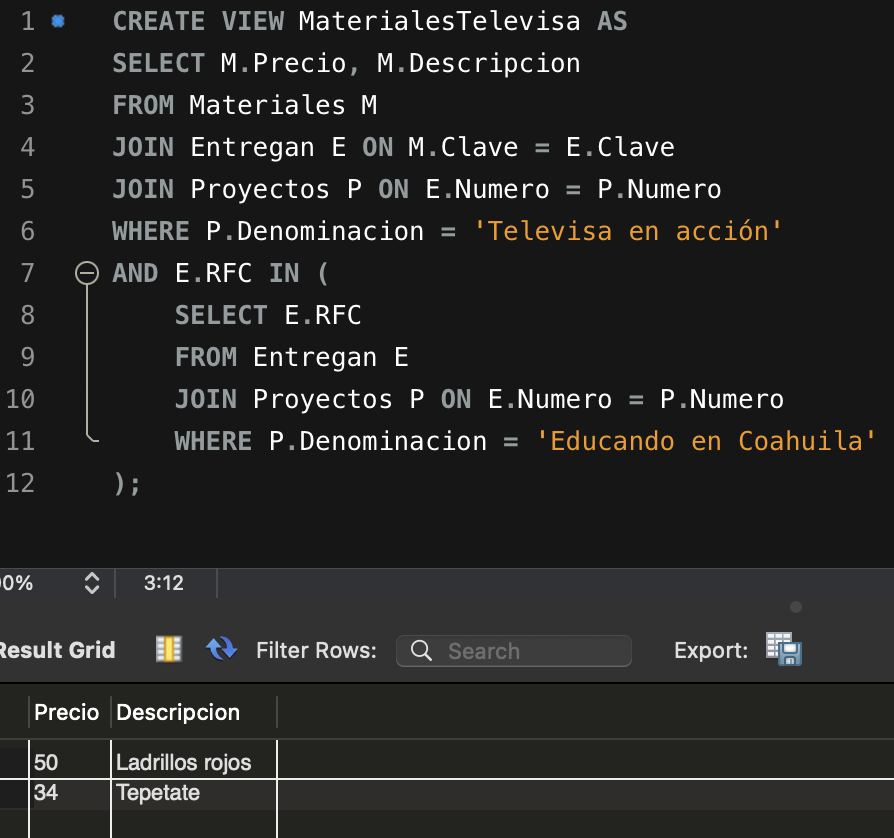 1 CREATE VIEW MaterialesTelevisa AS
2 SELECT M.Precio, M.Descripcion
3 FROM Materiales M
4 JOIN Entregan E ON M.Clave = E.Clave
5 JOIN Proyectos P ON E.Numero = P.Numero
6 WHERE P.Denominacion = 'Televisa en acción'
7 AND E.RFC IN (
8 SELECT E.RFC
9 FROM Entregan E
10 JOIN Proyectos P ON E.Numero = P.Numero
11 WHERE P.Denominacion = 'Educando en Coahuila'
12 );
0% 3:12
Result Grid Filter Rows: Search Export:
Precio Descripcion
50 Ladrillos rojos
34 Tepetate